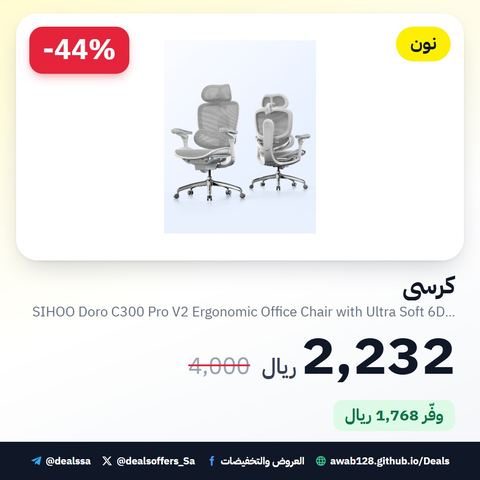 -44%
نون
كرسي
SIHOO Doro C300 Pro V2 Ergonomic Office Chair with Ultra Soft 6D...
2,232 ريال 4,000
وفّر 1,768 ريال
@dealssa @dealsoffers_Sa العروض والتخفيضات awab128.github.io/Deals